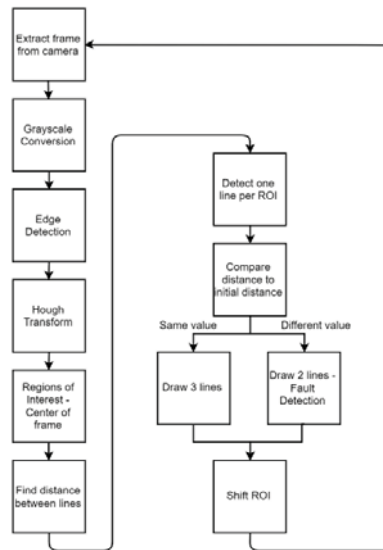 Extract frame
from camera
Grayscale
Conversion
Edge
Detection
Hough
Transform
Regions of
Interest -
Center of
frame
Find distance
between lines
Detect one
line per ROI
Compare
distance to
initial distance
Same value
Different value
Draw 3 lines
Draw 2 lines -
Fault
Detection
Shift ROI